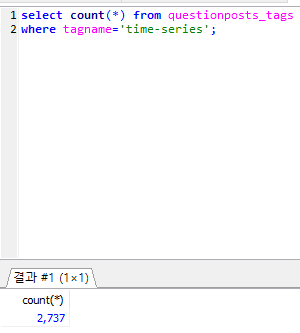 1 select count(*) from questionposts_tags
2 where tagname='time-series';
결과 #1 (1×1)
count(*)
2,737